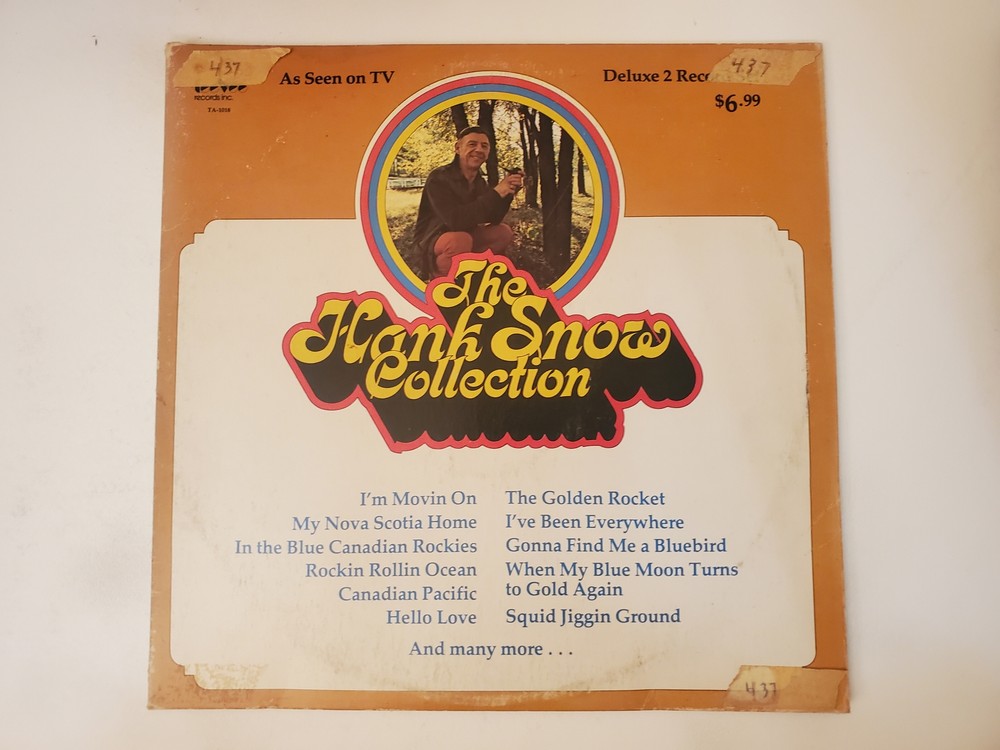 437
As Seen on TV
Deluxe 2
437
records inc.
TA-1018
$6.99
The
Hank Snow
Collection
I'm Movin On
My Nova Scotia Home
In the Blue Canadian Rockies
Rockin Rollin Ocean
Canadian Pacific
Hello Love
The Golden Rocket
I've Been Everywhere
Gonna Find Me a Bluebird
When My Blue Moon Turns
to Gold Again
Squid Jiggin Ground
And many more . . .
437